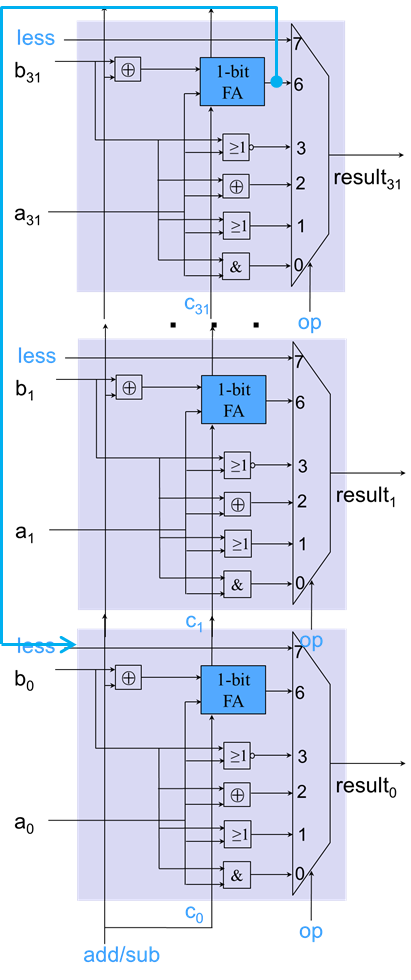 less
7
b31
⊕
1-bit
FA
6
≥1
3
⊕
2
result31
a31
≥1
1
&
0
c31
op
. . .
less
7
b1
⊕
1-bit
FA
6
≥1
3
⊕
2
result1
a1
≥1
1
&
0
c1
op
less
7
b0
⊕
1-bit
FA
6
≥1
3
⊕
2
result0
a0
≥1
1
&
0
c0
op
add/sub